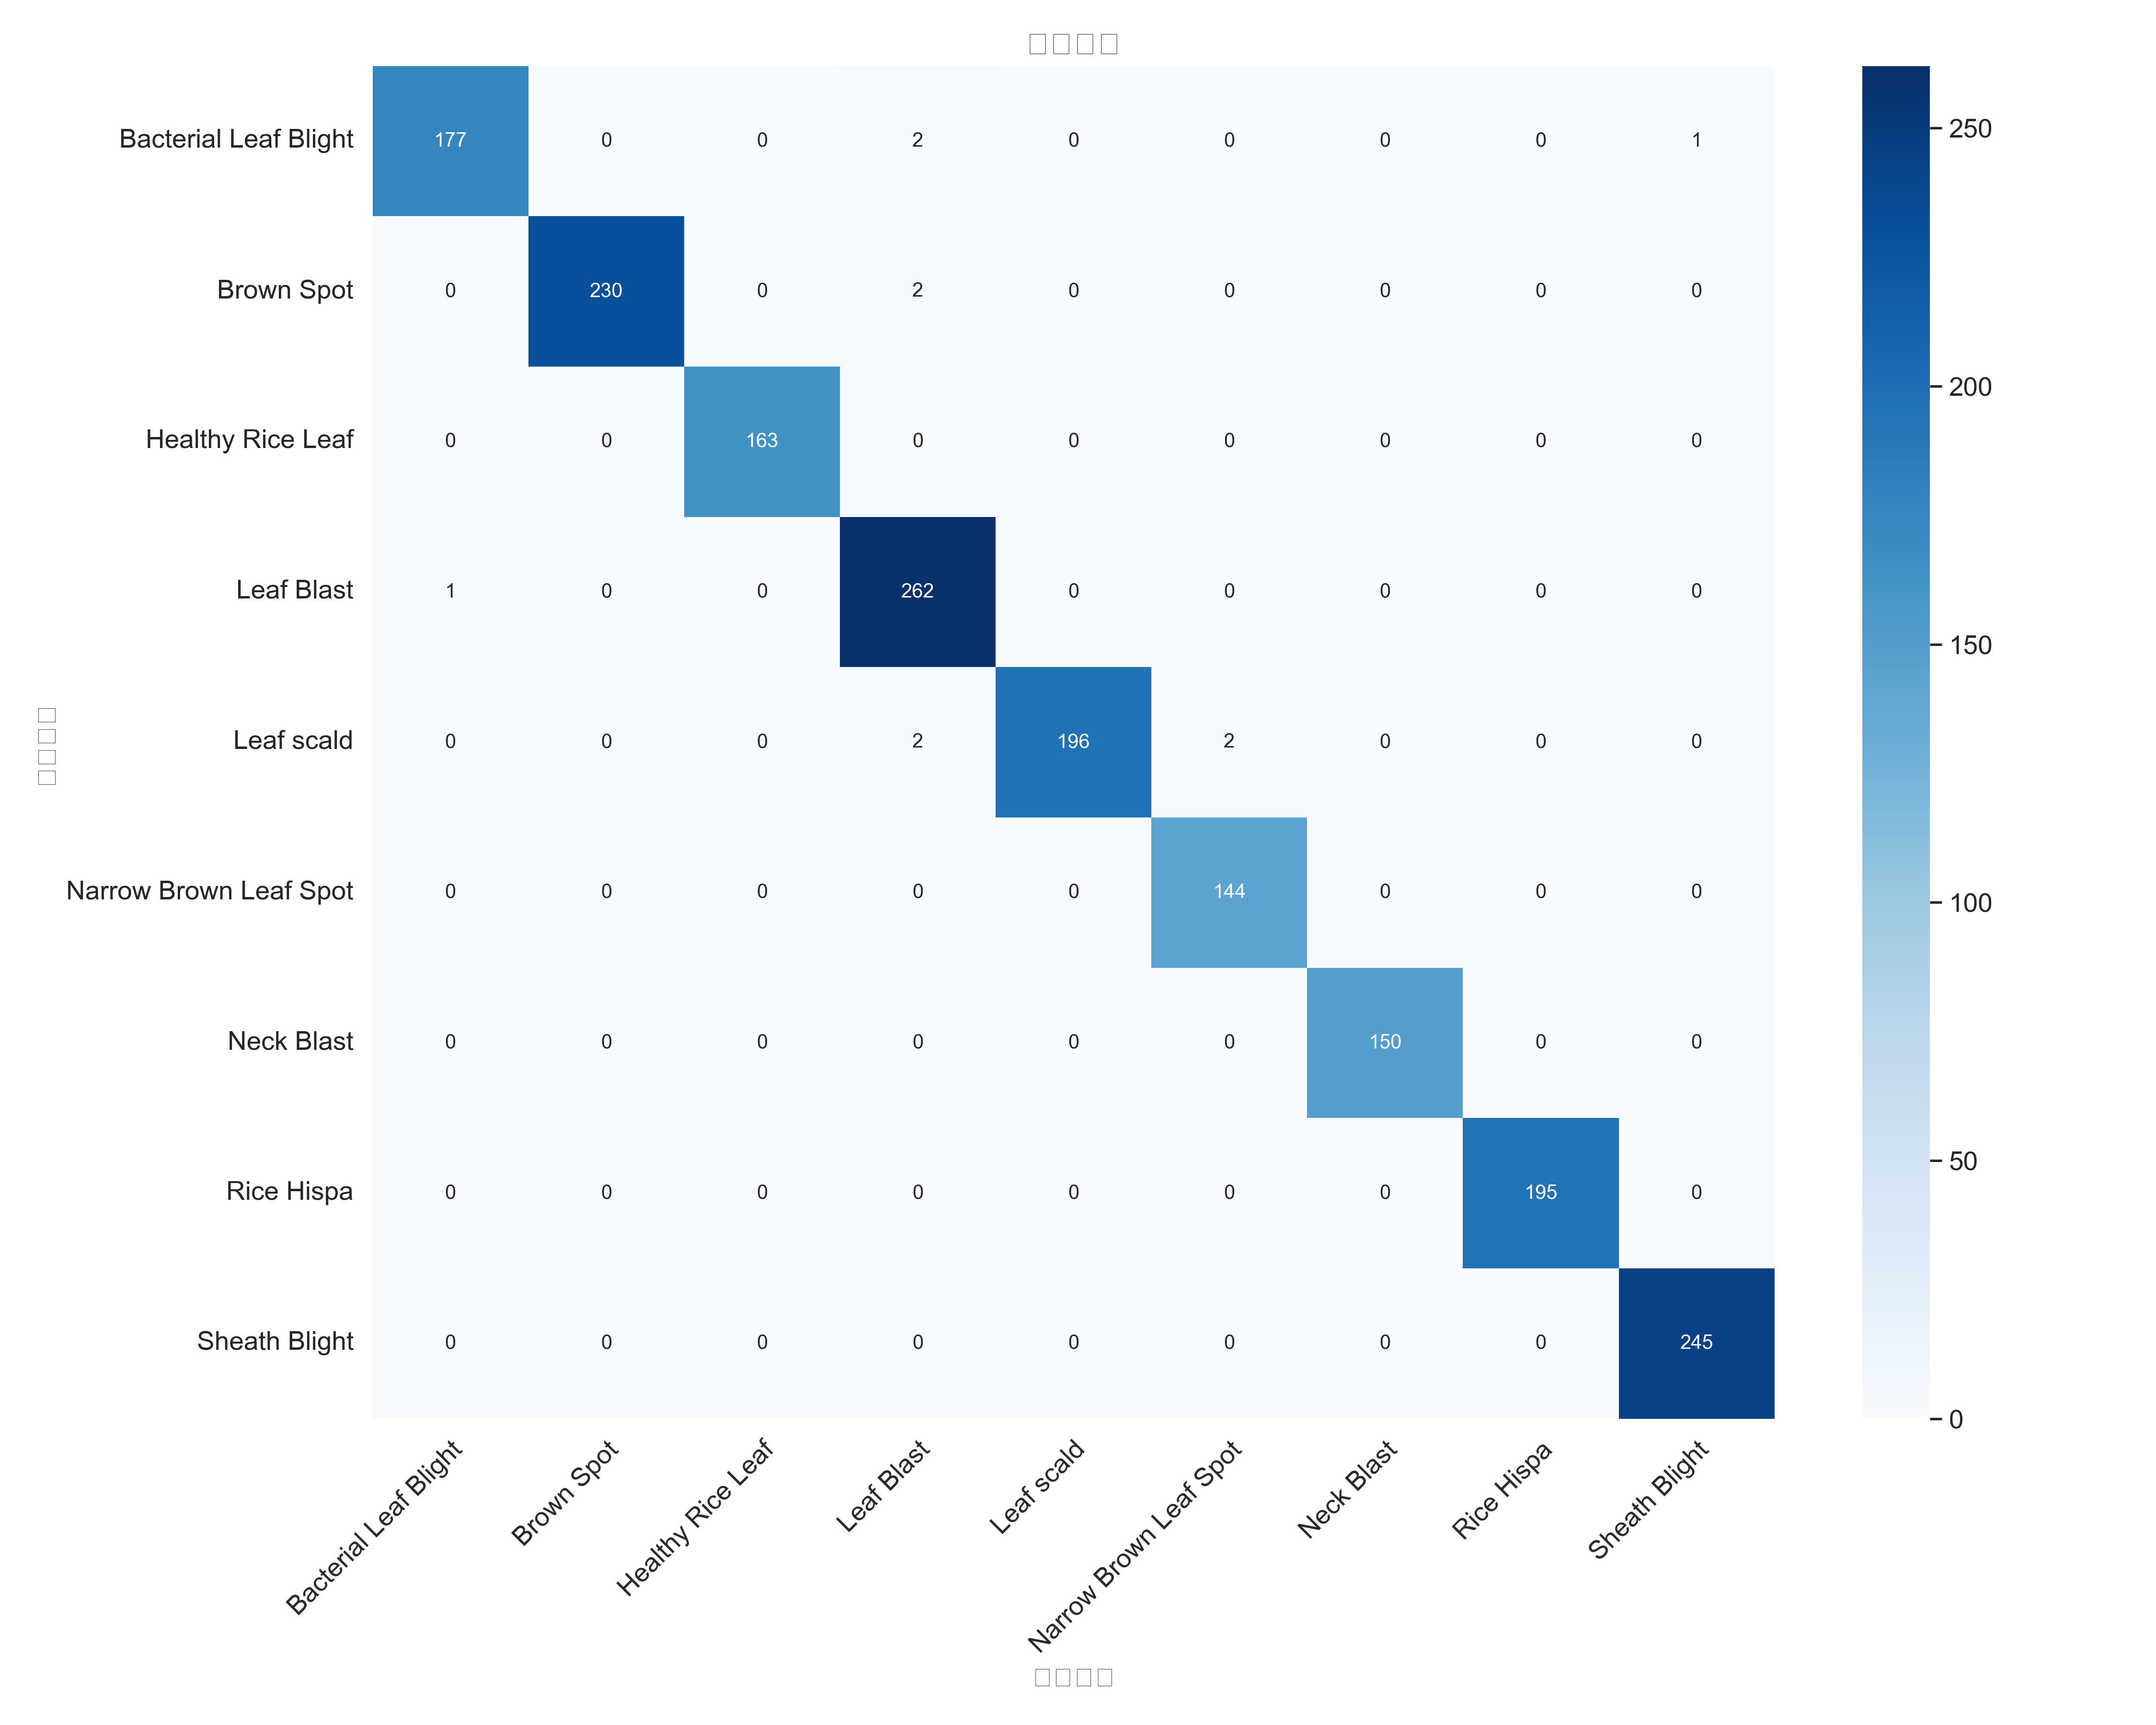 Bacterial Leaf Blight 177 0 0 2 0 0 0 0 1
Brown Spot 0 230 0 2 0 0 0 0 0
Healthy Rice Leaf 0 0 163 0 0 0 0 0 0
Leaf Blast 1 0 0 262 0 0 0 0 0
Leaf scald 0 0 0 2 196 2 0 0 0
Narrow Brown Leaf Spot 0 0 0 0 0 144 0 0 0
Neck Blast 0 0 0 0 0 0 150 0 0
Rice Hispa 0 0 0 0 0 0 0 195 0
Sheath Blight 0 0 0 0 0 0 0 0 245
Bacterial Leaf Blight
Brown Spot
Healthy Rice Leaf
Leaf Blast
Leaf scald
Narrow Brown Leaf Spot
Neck Blast
Rice Hispa
Sheath Blight
250
200
150
100
50
0